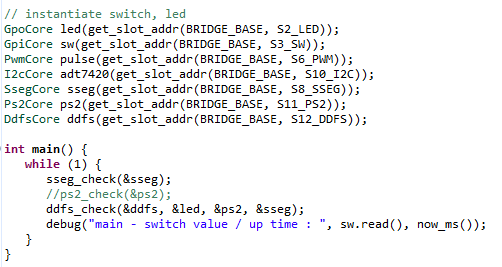 // instantiate switch, led
GpoCore led(get_slot_addr(BRIDGE_BASE, S2_LED));
GpiCore sw(get_slot_addr(BRIDGE_BASE, S3_SW));
PwmCore pulse(get_slot_addr(BRIDGE_BASE, S6_PWM));
I2cCore adt7420(get_slot_addr(BRIDGE_BASE, S10_I2C));
SsegCore sseg(get_slot_addr(BRIDGE_BASE, S8_SSEG));
Ps2Core ps2(get_slot_addr(BRIDGE_BASE, S11_PS2));
DdfsCore ddfs(get_slot_addr(BRIDGE_BASE, S12_DDFS));

int main() {
   while (1) {
      sseg_check(&sseg);
      //ps2_check(&ps2);
      ddfs_check(&ddfs, &led, &ps2, &sseg);
      debug("main - switch value / up time : ", sw.read(), now_ms());
   }
}